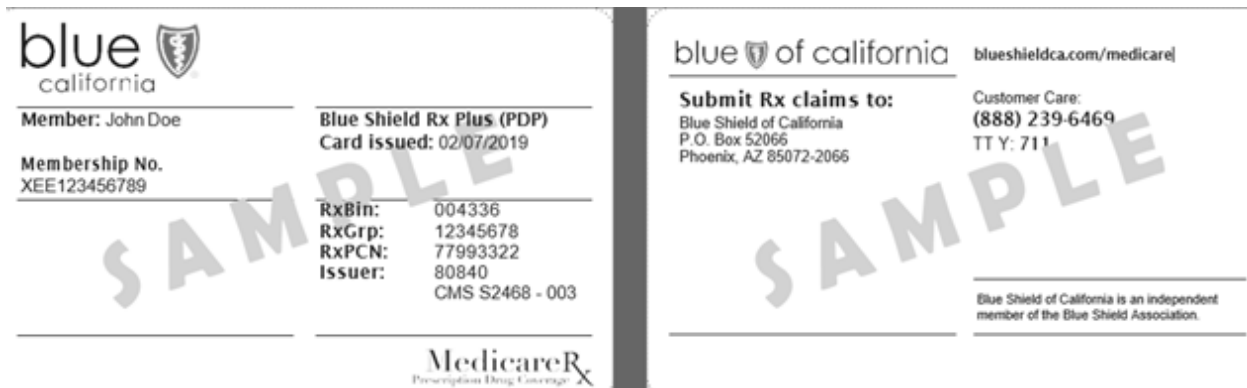 blue
california
Member: John Doe
Membership No.
XEE123456789
Blue Shield Rx Plus (PDP)
Card issued: 02/07/2019
RxBin: 004336
RxGrp: 12345678
RxPCN: 77993322
Issuer: 80840
CMS S2468 - 003
MedicareRx
Prescription Drug Coverage
SAMPLE
blue of california
Submit Rx claims to:
Blue Shield of California
P.O. Box 52066
Phoenix, AZ 85072-2066
blueshieldca.com/medicare
Customer Care:
(888) 239-6469
TT Y: 711
Blue Shield of California is an independent
member of the Blue Shield Association.
SAMPLE